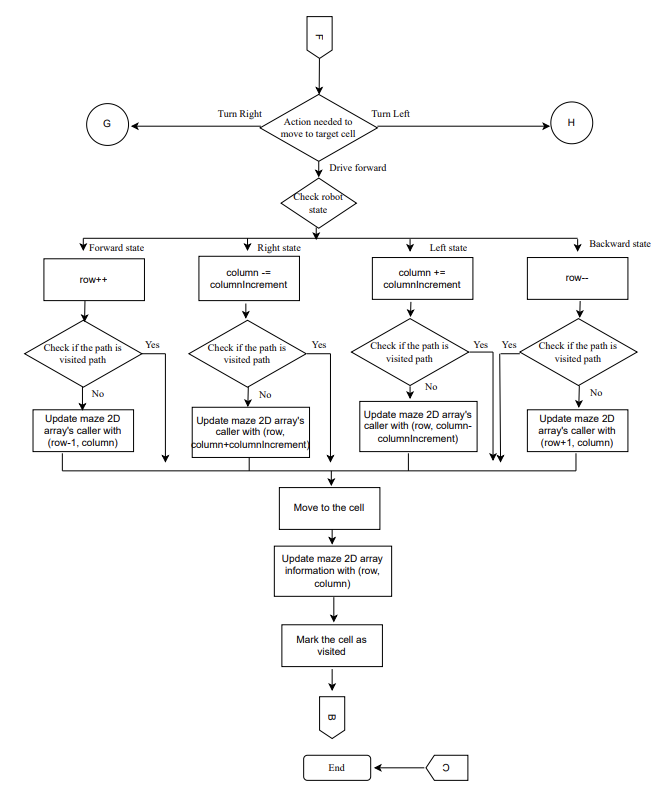 F
Turn Right
Turn Left
G
Action needed to
move to target cell
H
Drive forward
Check robot
state
Forward state
Right state
Left state
Backward state
row++
column -=
columnIncrement
column +=
columnIncrement
row--
Check if the path is
visited path
Yes
Check if the path is
visited path
Yes
Check if the path is
visited path
Yes
Yes
Check if the path is
visited path
No
No
No
No
Update maze 2D
array's caller with
(row-1, column)
Update maze 2D array's
caller with (row,
column+columnIncrement)
Update maze 2D array's
caller with (row, column-
columnIncrement)
Update maze 2D
array's caller with
(row+1, column)
Move to the cell
Update maze 2D array
information with (row,
column)
Mark the cell as
visited
B
End
C